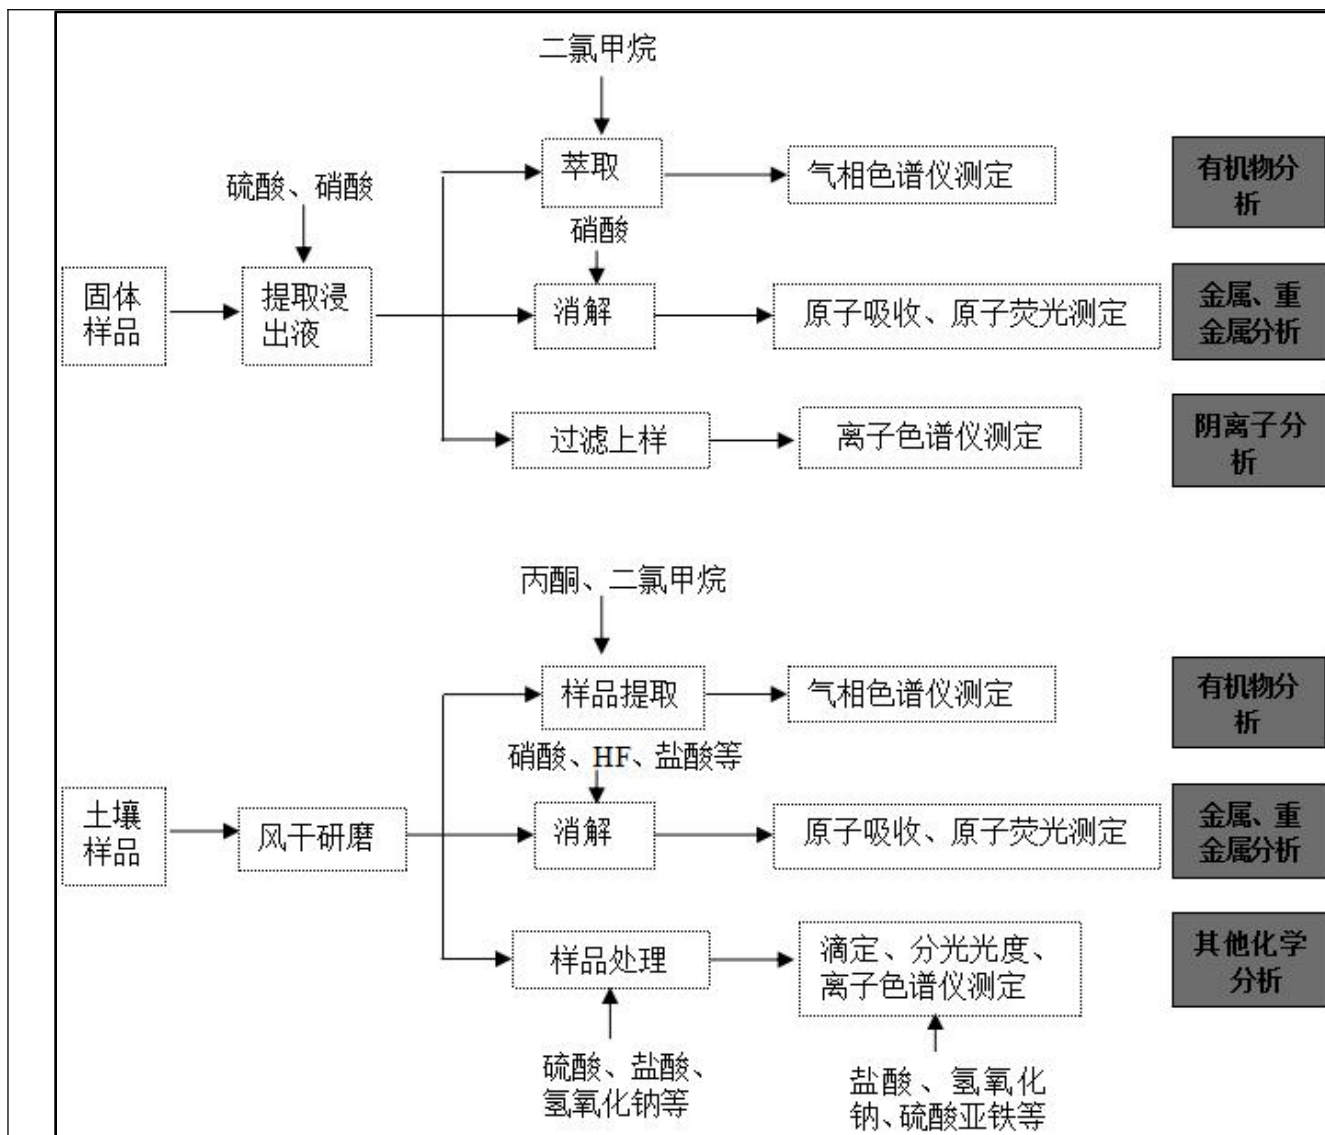 二氯甲烷
萃取
气相色谱仪测定
有机物分
析
硫酸、硝酸
硝酸
固体
样品
提取浸
出液
消解
原子吸收、原子荧光测定
金属、重
金属分析
过滤上样
离子色谱仪测定
阴离子分
析
丙酮、二氯甲烷
样品提取
气相色谱仪测定
有机物分
析
硝酸、HF、盐酸等
土壤
样品
风干研磨
消解
原子吸收、原子荧光测定
金属、重
金属分析
样品处理
滴定、分光光度、
离子色谱仪测定
其他化学
分析
硫酸、盐酸、
氢氧化钠等
盐酸、氢氧化
钠、硫酸亚铁等